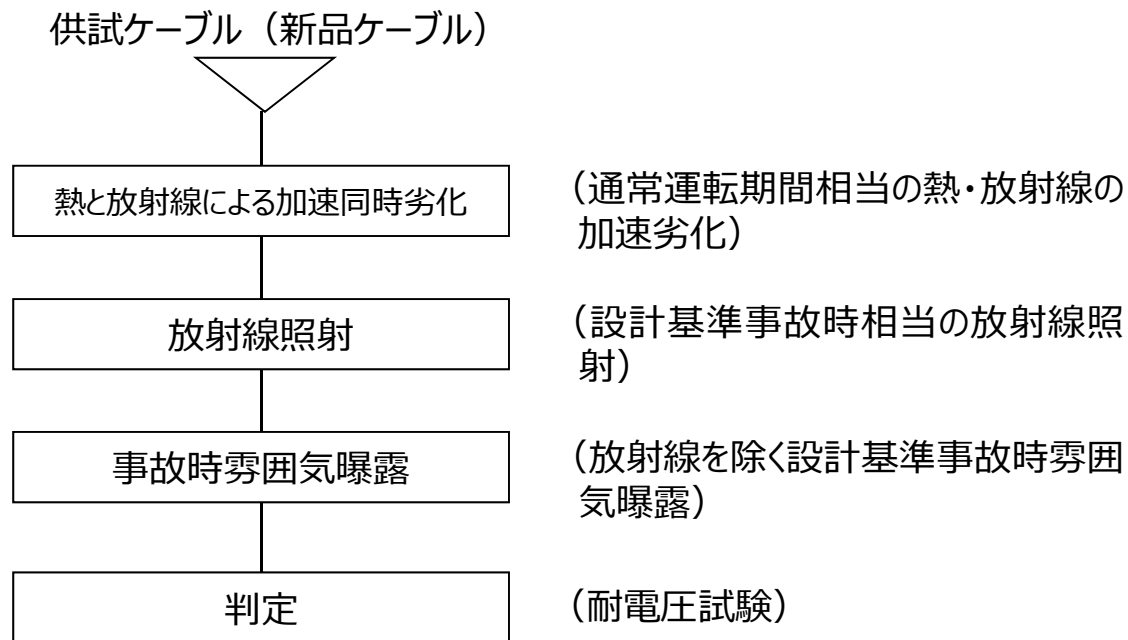 供試ケーブル（新品ケーブル）
熱と放射線による加速同時劣化
（通常運転期間相当の熱・放射線の
加速劣化）
放射線照射
（設計基準事故時相当の放射線照
射）
事故時雰囲気曝露
（放射線を除く設計基準事故時雰囲
気曝露）
判定
（耐電圧試験）